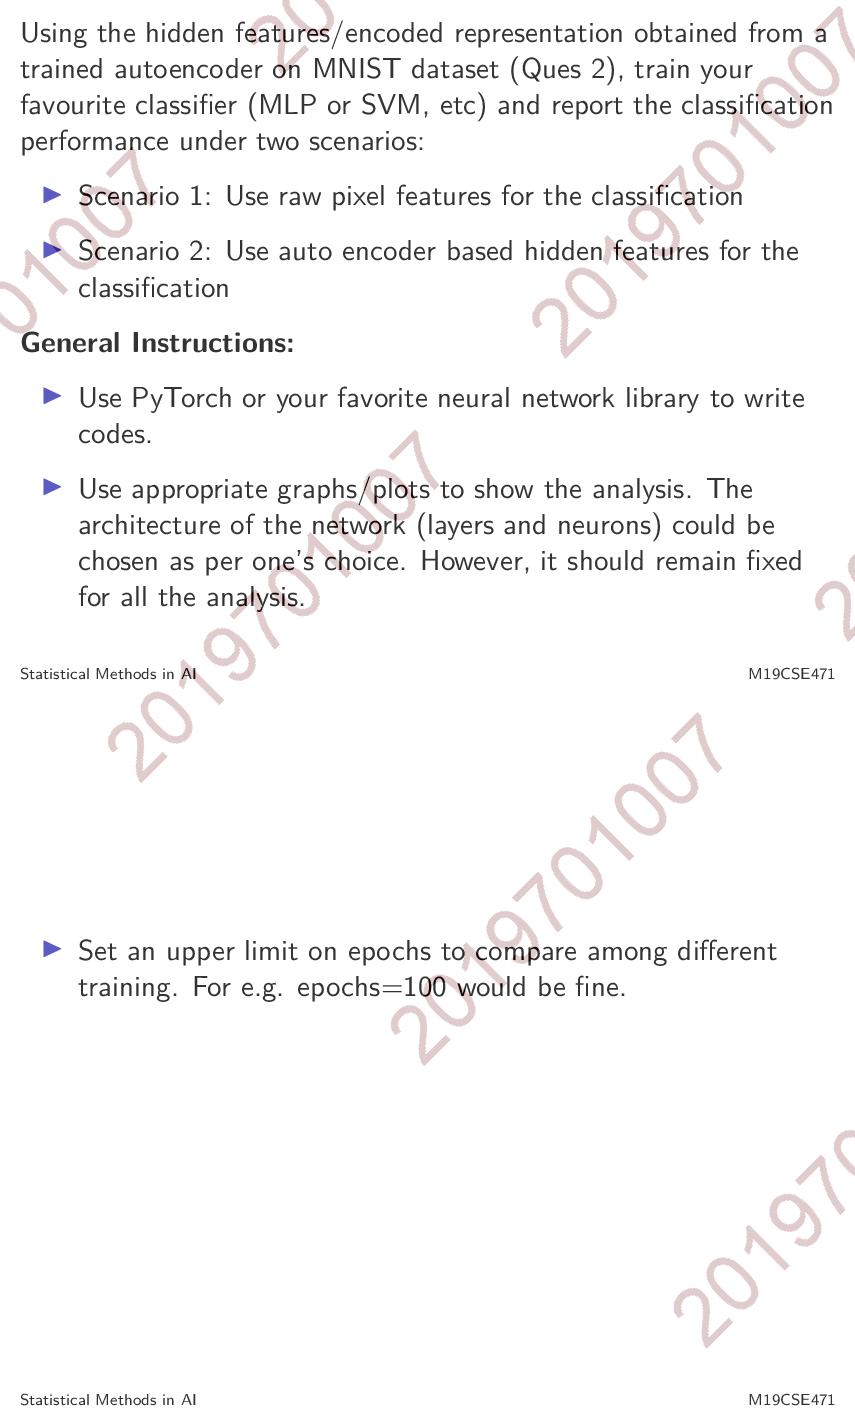 Using the hidden features/encoded representation obtained from a
trained autoencoder on MNIST dataset (Ques 2), train your
favourite classifier (MLP or SVM, etc) and report the classification
performance under two scenarios:
▶ Scenario 1: Use raw pixel features for the classification
▶ Scenario 2: Use auto encoder based hidden features for the
classification
General Instructions:
▶ Use PyTorch or your favorite neural network library to write
codes.
▶ Use appropriate graphs/plots to show the analysis. The
architecture of the network (layers and neurons) could be
chosen as per one's choice. However, it should remain fixed
for all the analysis.
Statistical Methods in AI M19CSE471
▶ Set an upper limit on epochs to compare among different
training. For e.g. epochs=100 would be fine.
Statistical Methods in AI M19CSE471
2019701007
2019701007
2019701007